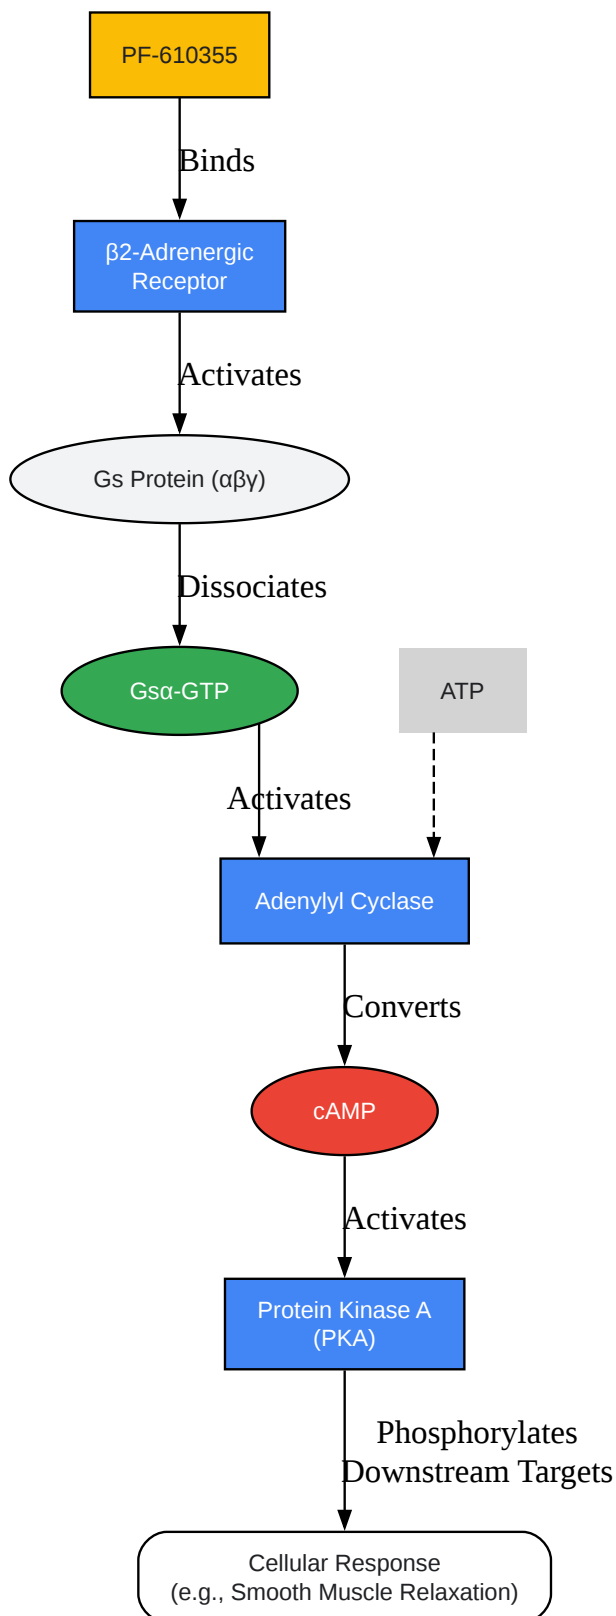 PF-610355
Binds
β2-Adrenergic
Receptor
Activates
Gs Protein (αβγ)
Dissociates
Gsα-GTP
ATP
Activates
Adenylyl Cyclase
Converts
cAMP
Activates
Protein Kinase A
(PKA)
Phosphorylates
Downstream Targets
Cellular Response
(e.g., Smooth Muscle Relaxation)